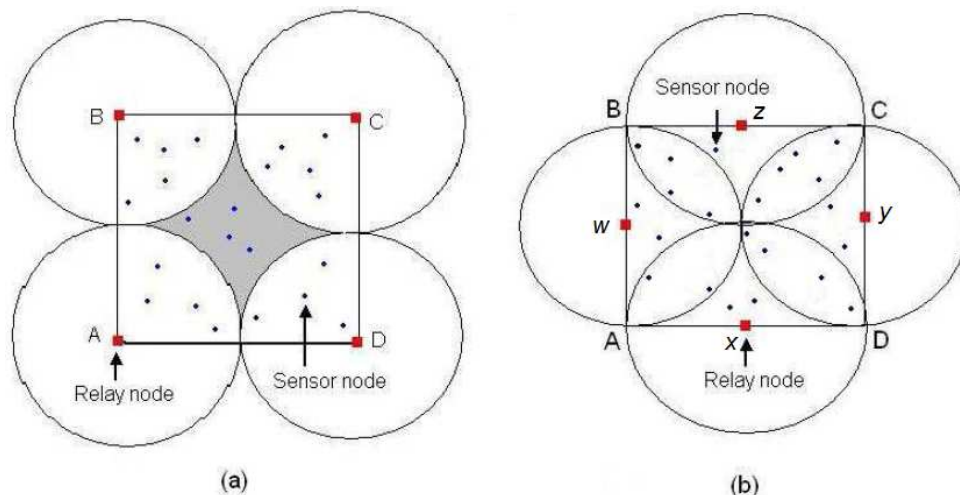 B
C
A
D
Relay node
Sensor node
(a)
Sensor node
B
z
C
w
y
A
x
D
Relay node
(b)